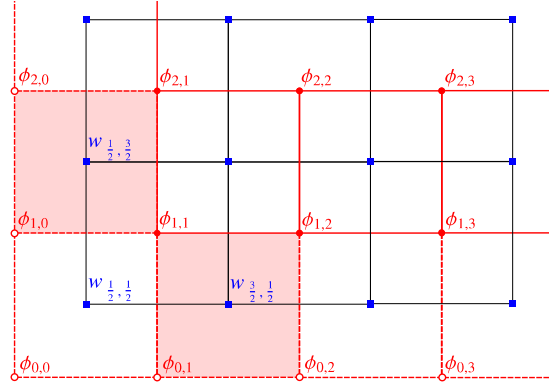 ϕ2,0 ϕ2,1 ϕ2,2 ϕ2,3
w1/2,3/2
ϕ1,0 ϕ1,1 ϕ1,2 ϕ1,3
w1/2,1/2 w3/2,1/2
ϕ0,0 ϕ0,1 ϕ0,2 ϕ0,3